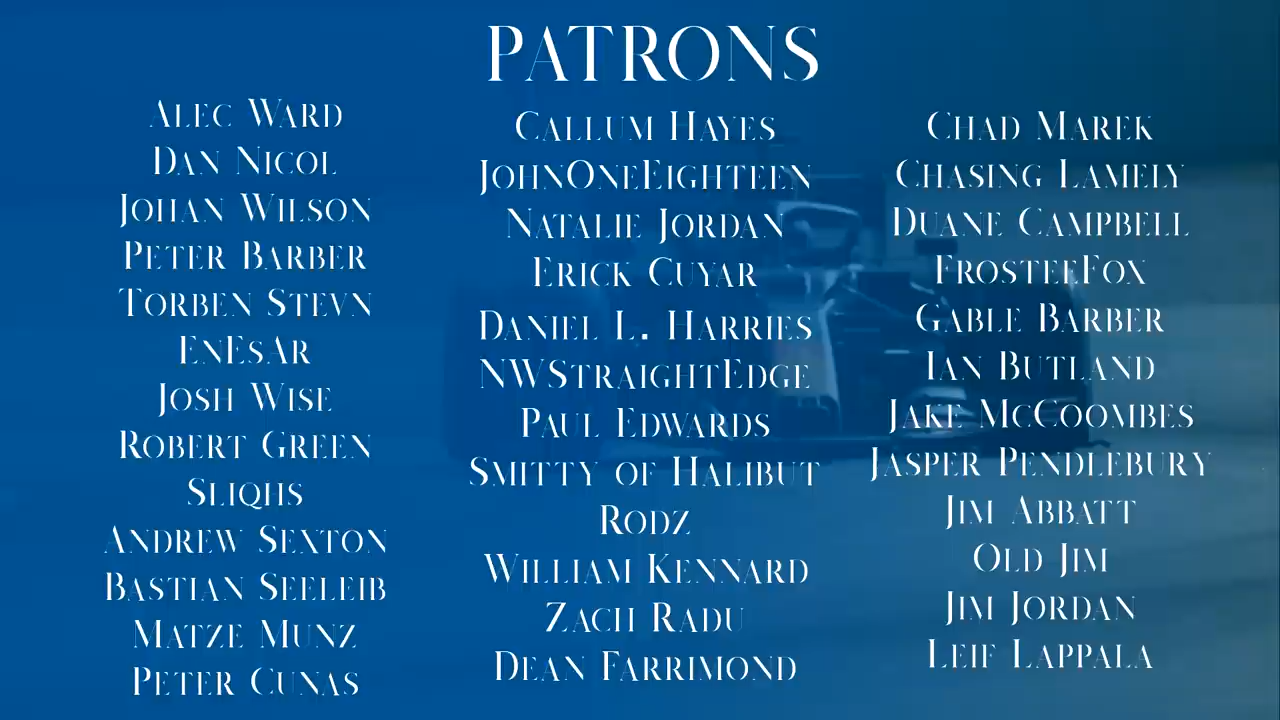 PATRONS
ALEC WARD
DAN NICOL
JOHAN WILSON
PETER BARBER
TORBEN STEVN
ENESAR
JOSH WISE
ROBERT GREEN
SLIQHS
ANDREW SEXTON
BASTIAN SEELEIB
MATZE MUNZ
PETER CUNAS
CALLUM HAYES
JOHNONEEIGHTEEN
NATALIE JORDAN
ERICK CUYAR
DANIEL L. HARRIES
NWSTRAIGHTEDGE
PAUL EDWARDS
SMITTY OF HALIBUT
RODZ
WILLIAM KENNARD
ZACH RADU
DEAN FARRIMOND
CHAD MAREK
CHASING LAMELY
DUANE CAMPBELL
FROSTEEFOX
GABLE BARBER
IAN BUTLAND
JAKE MCCOOMBES
JASPER PENDLEBURY
JIM ABBATT
OLD JIM
JIM JORDAN
LEIF LAPPALA